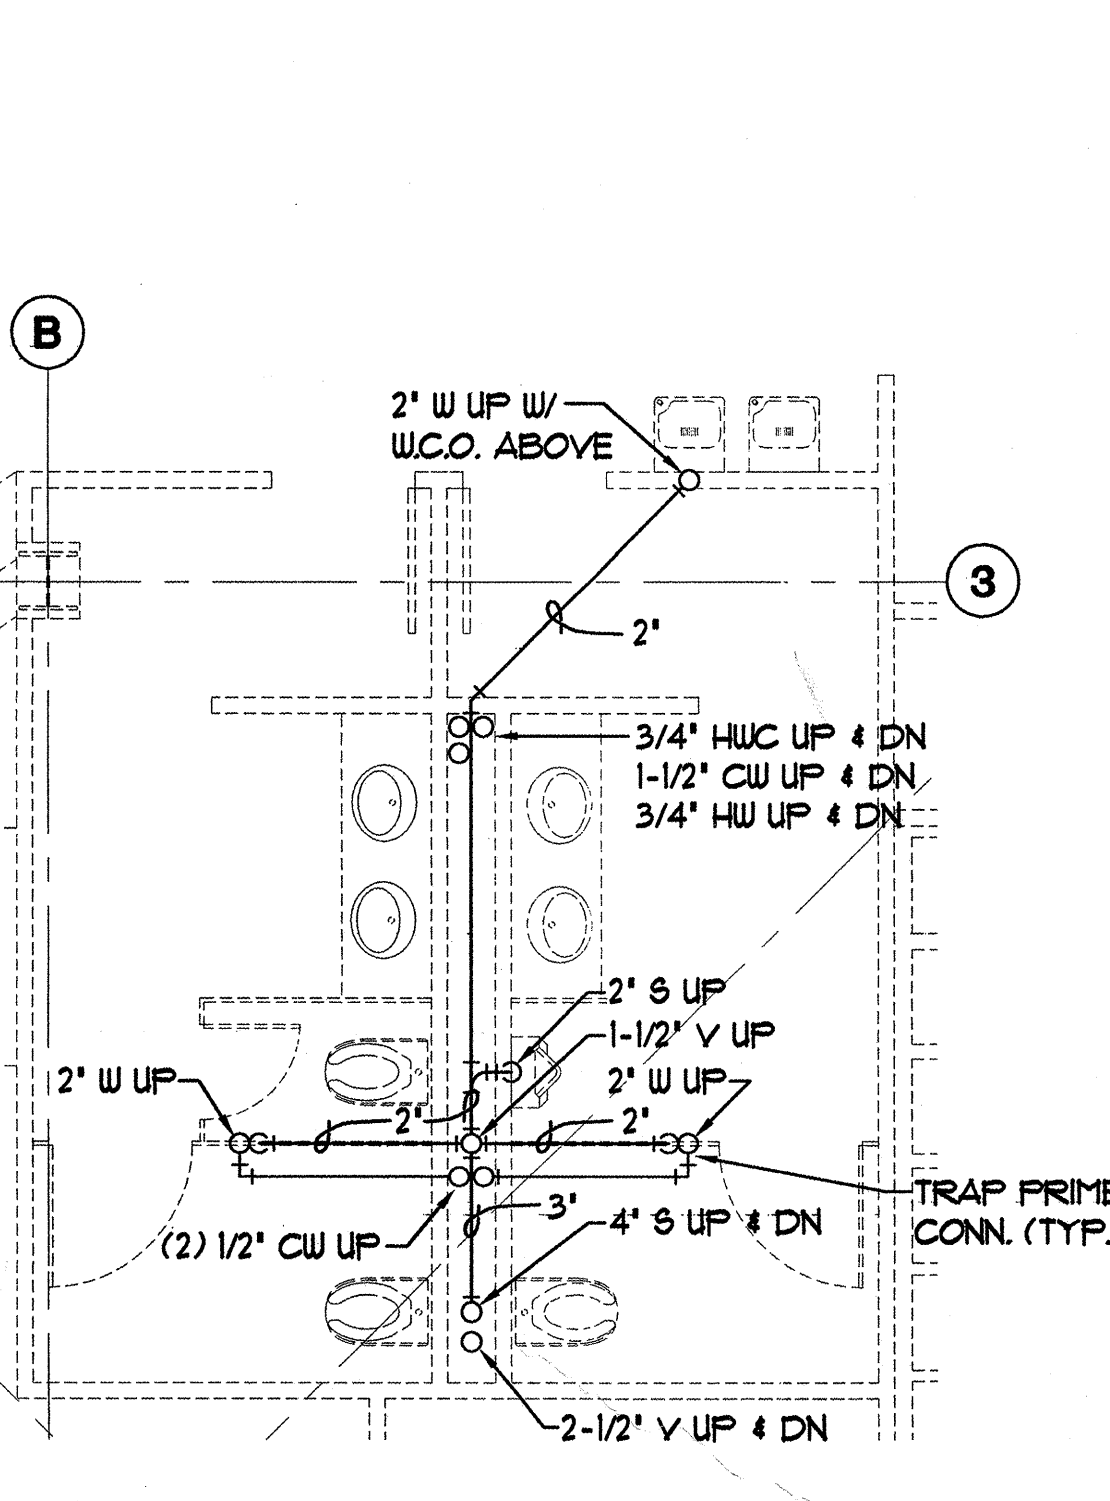 B
2" W UP W/
W.C.O. ABOVE
3
2"
3/4" HWC UP & DN
1-1/2" CW UP & DN
3/4" HW UP & DN
2" S UP
1-1/2" V UP
2" W UP
2" W UP
2"
2"
TRAP PRIME
CONN. (TYP.
3"
4" S UP & DN
(2) 1/2" CW UP
2-1/2" V UP & DN